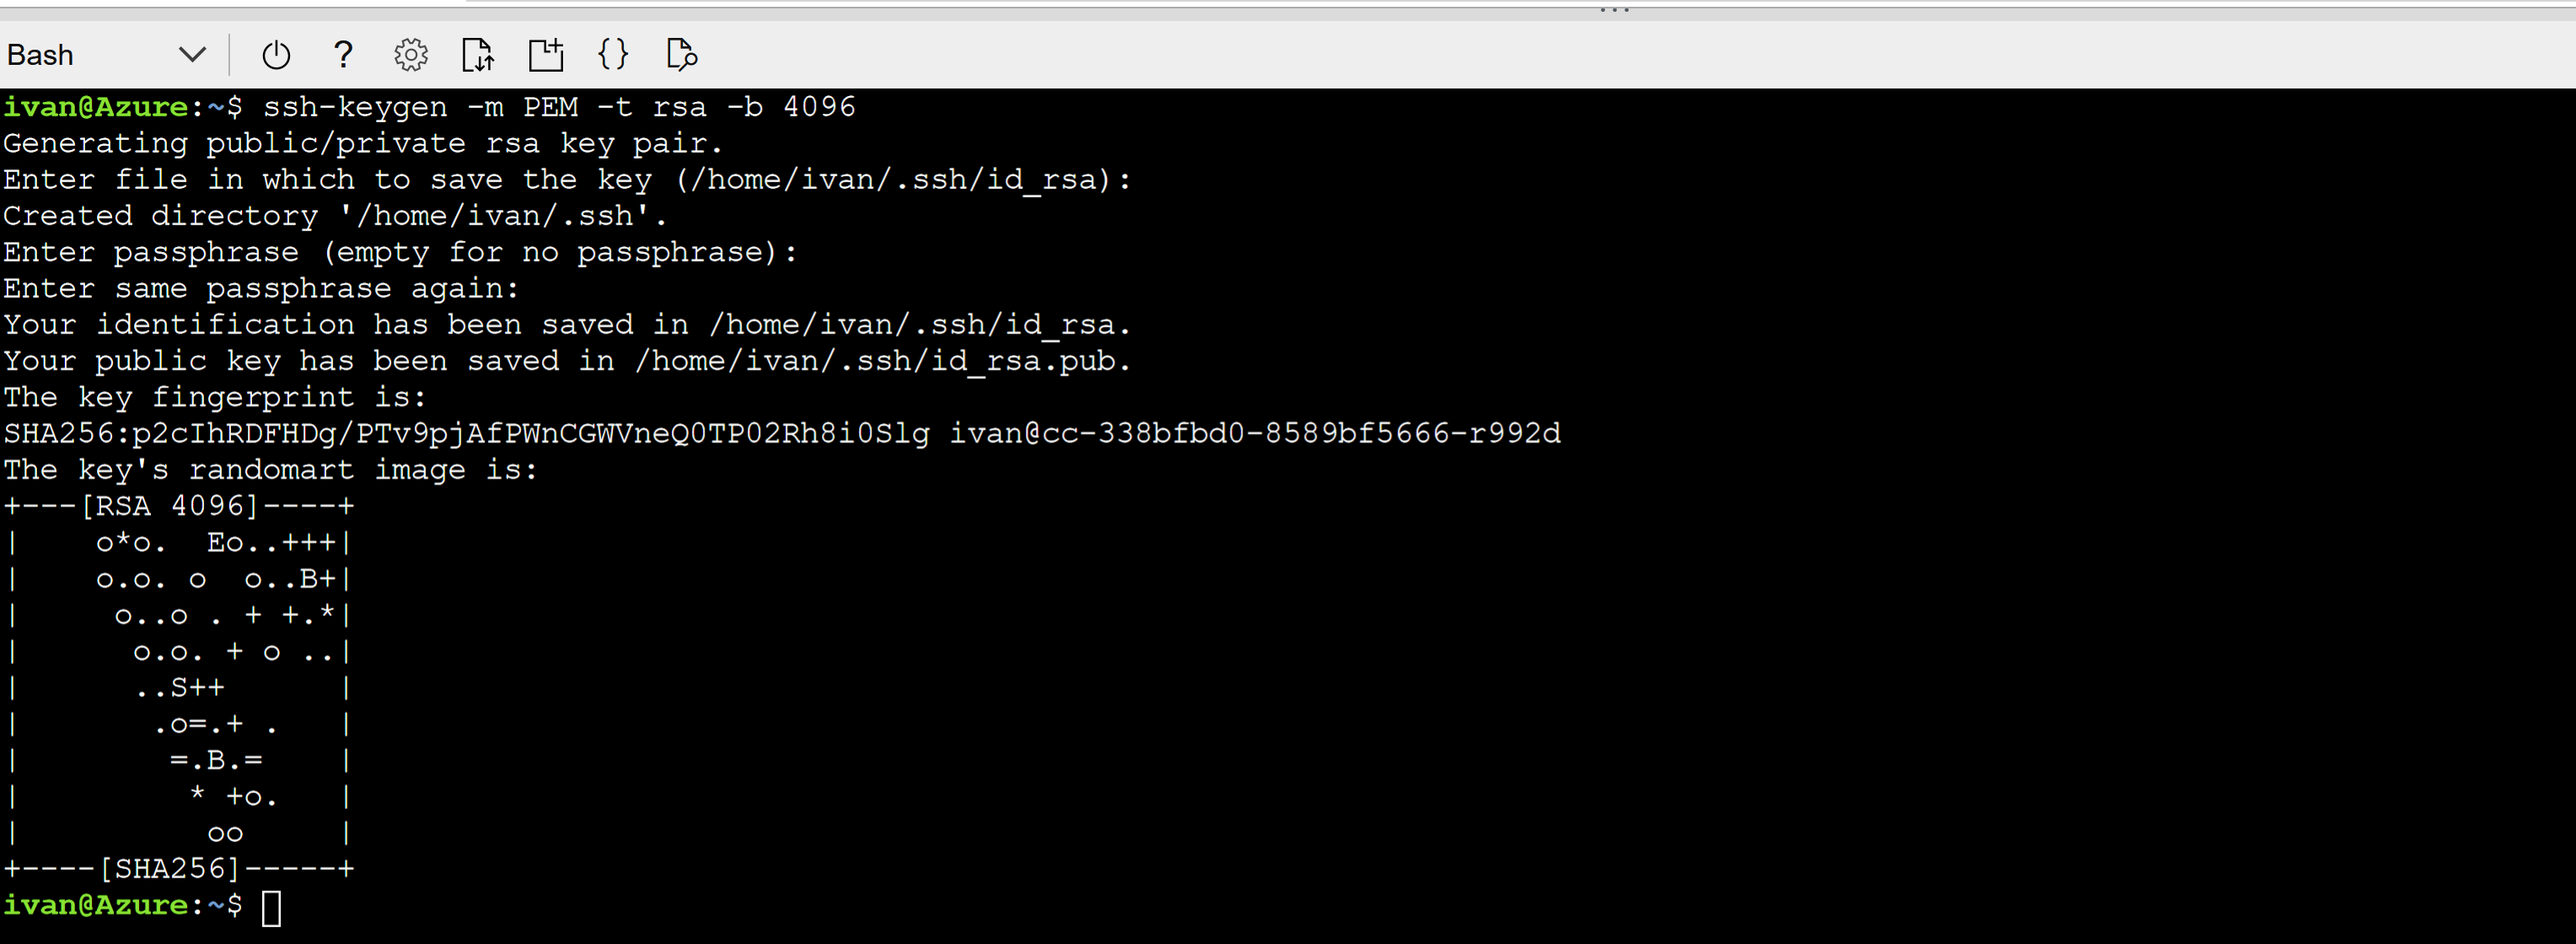 Bash
ivan@Azure:~$ ssh-keygen -m PEM -t rsa -b 4096
Generating public/private rsa key pair.
Enter file in which to save the key (/home/ivan/.ssh/id_rsa):
Created directory '/home/ivan/.ssh'.
Enter passphrase (empty for no passphrase):
Enter same passphrase again:
Your identification has been saved in /home/ivan/.ssh/id_rsa.
Your public key has been saved in /home/ivan/.ssh/id_rsa.pub.
The key fingerprint is:
SHA256:p2cIhRDFHDg/PTv9pjAfPWnCGWVneQ0TP02Rh8i0Slg ivan@cc-338bfbd0-8589bf5666-r992d
The key's randomart image is:
+---[RSA 4096]----+
|    o*o.  Eo..+++|
|    o.o. o  o..B+|
|     o..o . + +.*|
|      o.o. + o ..|
|      ..S++      |
|       .o=.+ .   |
|        =.B.=    |
|         * +o.   |
|          oo     |
+----[SHA256]-----+
ivan@Azure:~$